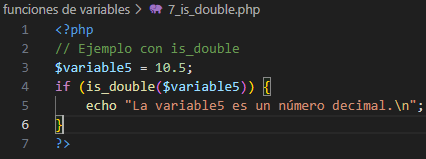 funciones de variables > 7_is_double.php
1 <?php
2 // Ejemplo con is_double
3 $variable5 = 10.5;
4 if (is_double($variable5)) {
5 echo "La variable5 es un número decimal.\n";
6 }
7 ?>